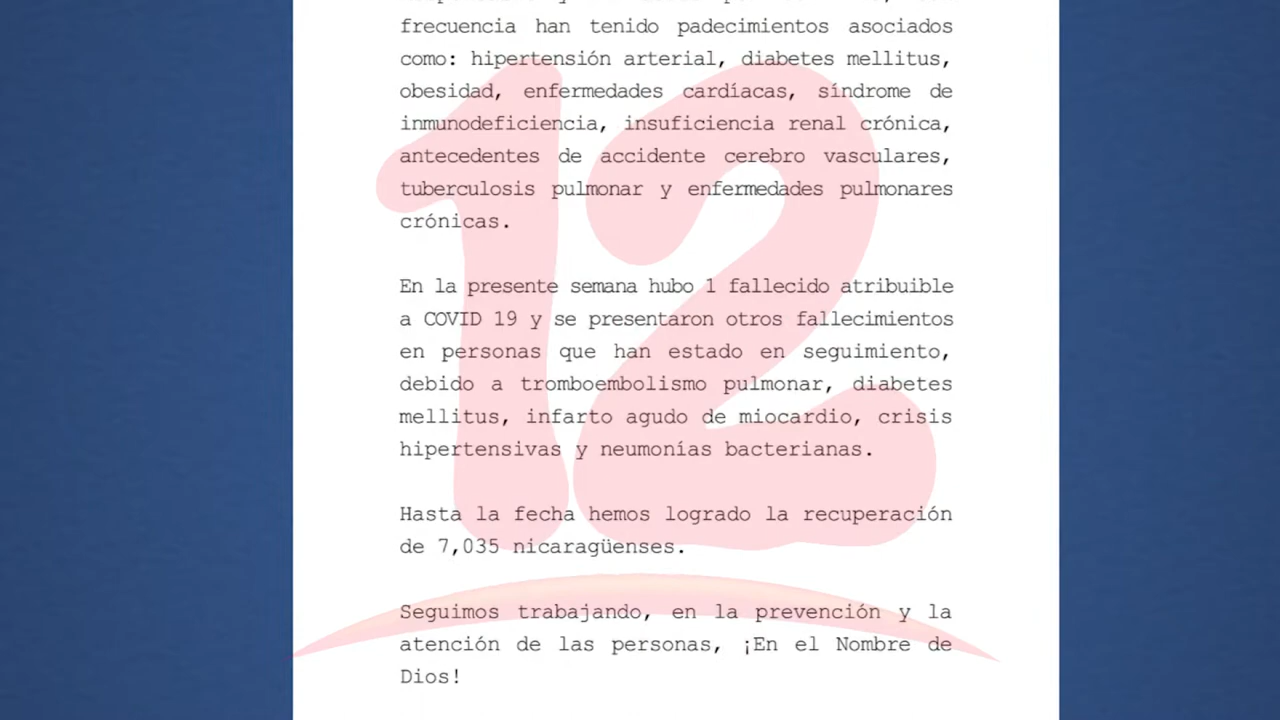 frecuencia han tenido padecimientos asociados
como: hipertensión arterial, diabetes mellitus,
obesidad, enfermedades cardíacas, síndrome de
inmunodeficiencia, insuficiencia renal crónica,
antecedentes de accidente cerebro vasculares,
tuberculosis pulmonar y enfermedades pulmonares
crónicas.
En la presente semana hubo 1 fallecido atribuible
a COVID 19 y se presentaron otros fallecimientos
en personas que han estado en seguimiento,
debido a tromboembolismo pulmonar, diabetes
mellitus, infarto agudo de miocardio, crisis
hipertensivas y neumonías bacterianas.
Hasta la fecha hemos logrado la recuperación
de 7,035 nicaragüenses.
Seguimos trabajando, en la prevención y la
atención de las personas, ¡En el Nombre de
Dios!
12